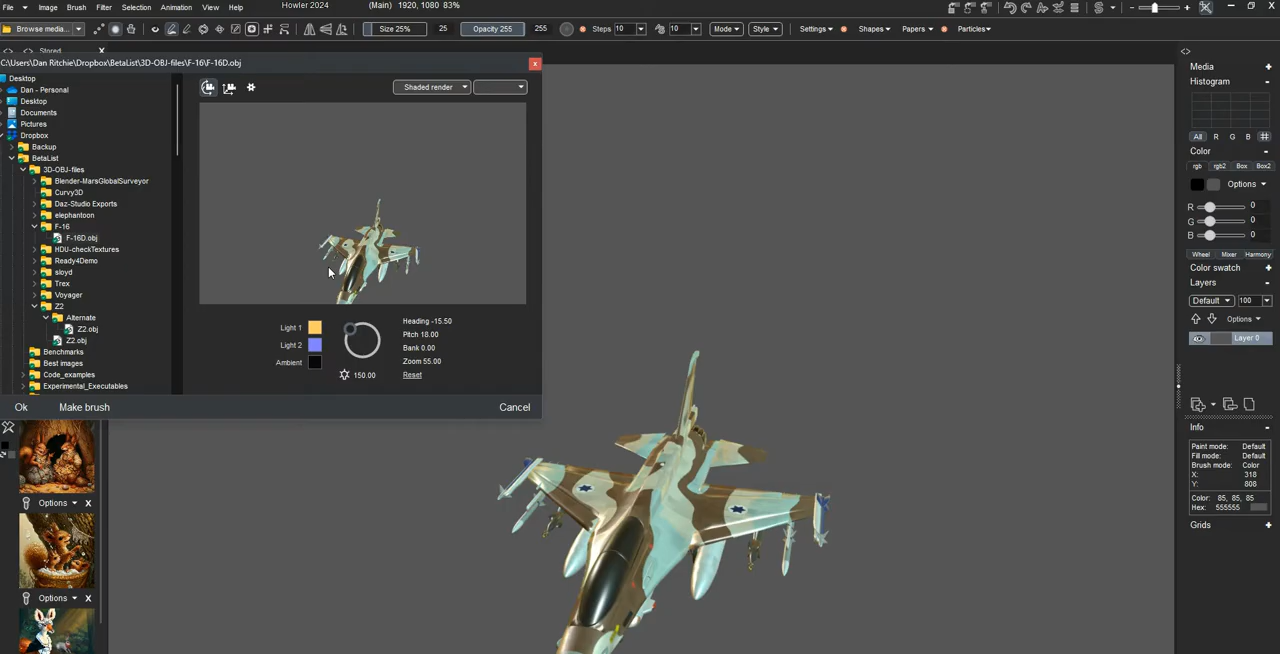 File Image Brush Filter Selection Animation View Help Howler 2024 (Main) 1920, 1080 83%
Browse media... Size 25% 25 Opacity 255 255 Steps 10 10 Mode Style Settings Shapes Papers Particles
Stored X
C:\Users\Dan Ritchie\Dropbox\BetaList\3D-OBJ-files\F-16\F-16D.obj x
Desktop
Dan - Personal
Desktop
Documents
Pictures
Dropbox
Backup
BetaList
3D-OBJ-files
Blender-MarsGlobalSurveyor
Curvy3D
Daz-Studio Exports
elephantoon
F-16
F-16D.obj
HDU-checkTextures
Ready4Demo
sloyd
Trex
Voyager
Z2
Alternate
Z2.obj
Z2.obj
Benchmarks
Best images
Code_examples
Experimental_Executables
Shaded render
Light 1
Light 2
Ambient
150.00
Heading -15.50
Pitch 18.00
Bank 0.00
Zoom 55.00
Reset
Ok Make brush Cancel
Options X
Options X
Media +
Histogram -
All R G B #
Color -
rgb rgb2 Box Box2
Options
R 0
G 0
B 0
Wheel Mixer Harmony
Color swatch +
Layers -
Default 100
Options
Layer 0
Info -
Paint mode: Default
Fill mode: Default
Brush mode: Color
X: 318
Y: 808
Color: 85, 85, 85
Hex: 555555
Grids +